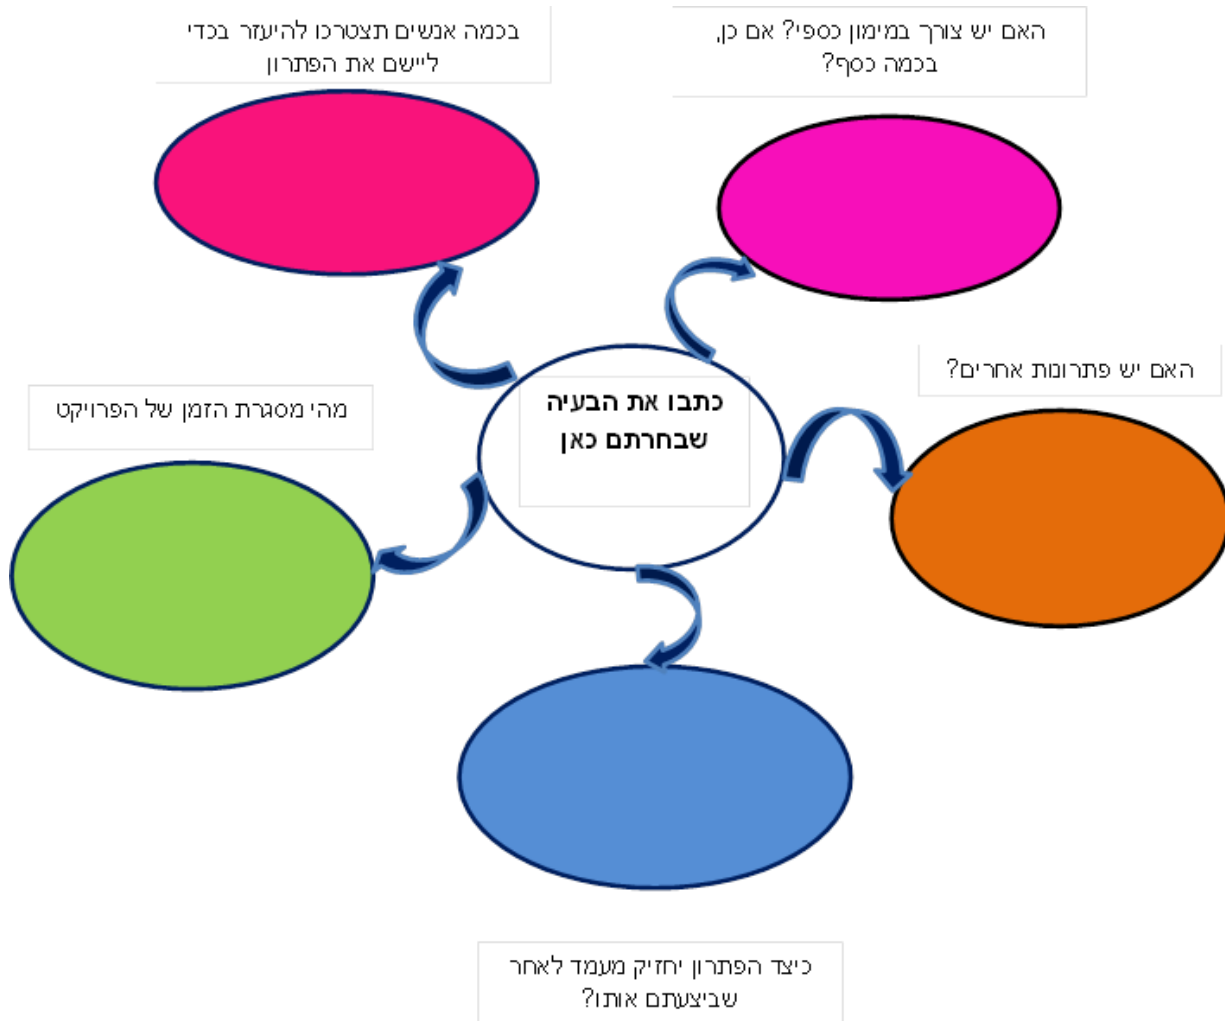 האם יש צורך במימון כספי? אם כן,
בכמה כסף?
בכמה אנשים תצטרכו להיעזר בכדי
ליישם את הפתרון
האם יש פתרונות אחרים?
כתבו את הבעיה
שבחרתם כאן
מהי מסגרת הזמן של הפרויקט
כיצד הפתרון יחזיק מעמד לאחר
שביצעתם אותו?